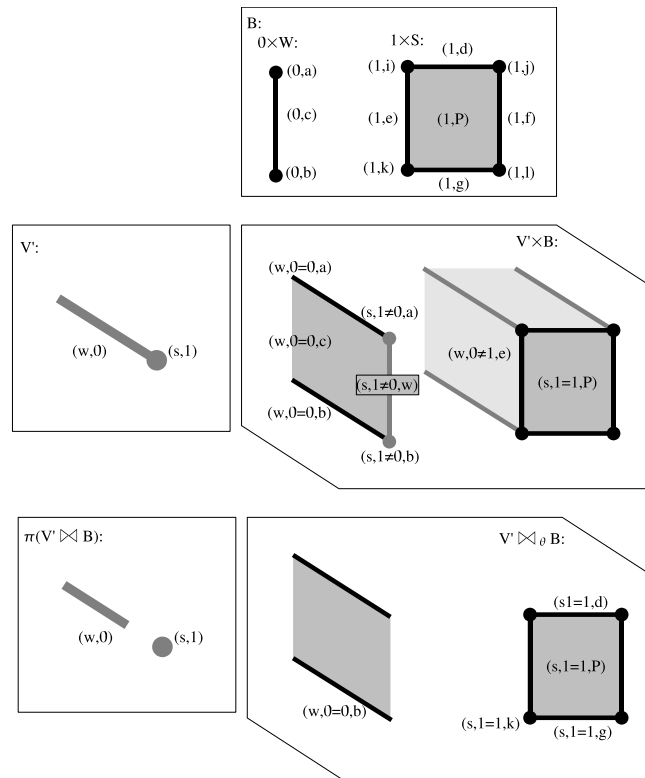 B:
0×W: 1×S:
(0,a)
(0,c)
(0,b)
(1,i) (1,d) (1,j)
(1,e) (1,P) (1,f)
(1,k) (1,g) (1,l)
V':
(w,0) (s,1)
V'×B:
(w,0=0,a)
(s,1≠0,a)
(w,0=0,c)
(s,1≠0,w)
(w,0=0,b)
(s,1≠0,b)
(w,0≠1,e)
(s,1=1,P)
π(V' ⋈ B):
(w,0) (s,1)
V' ⋈ θ B:
(w,0=0,b)
(s1=1,d)
(s,1=1,P)
(s,1=1,k)
(s,1=1,g)